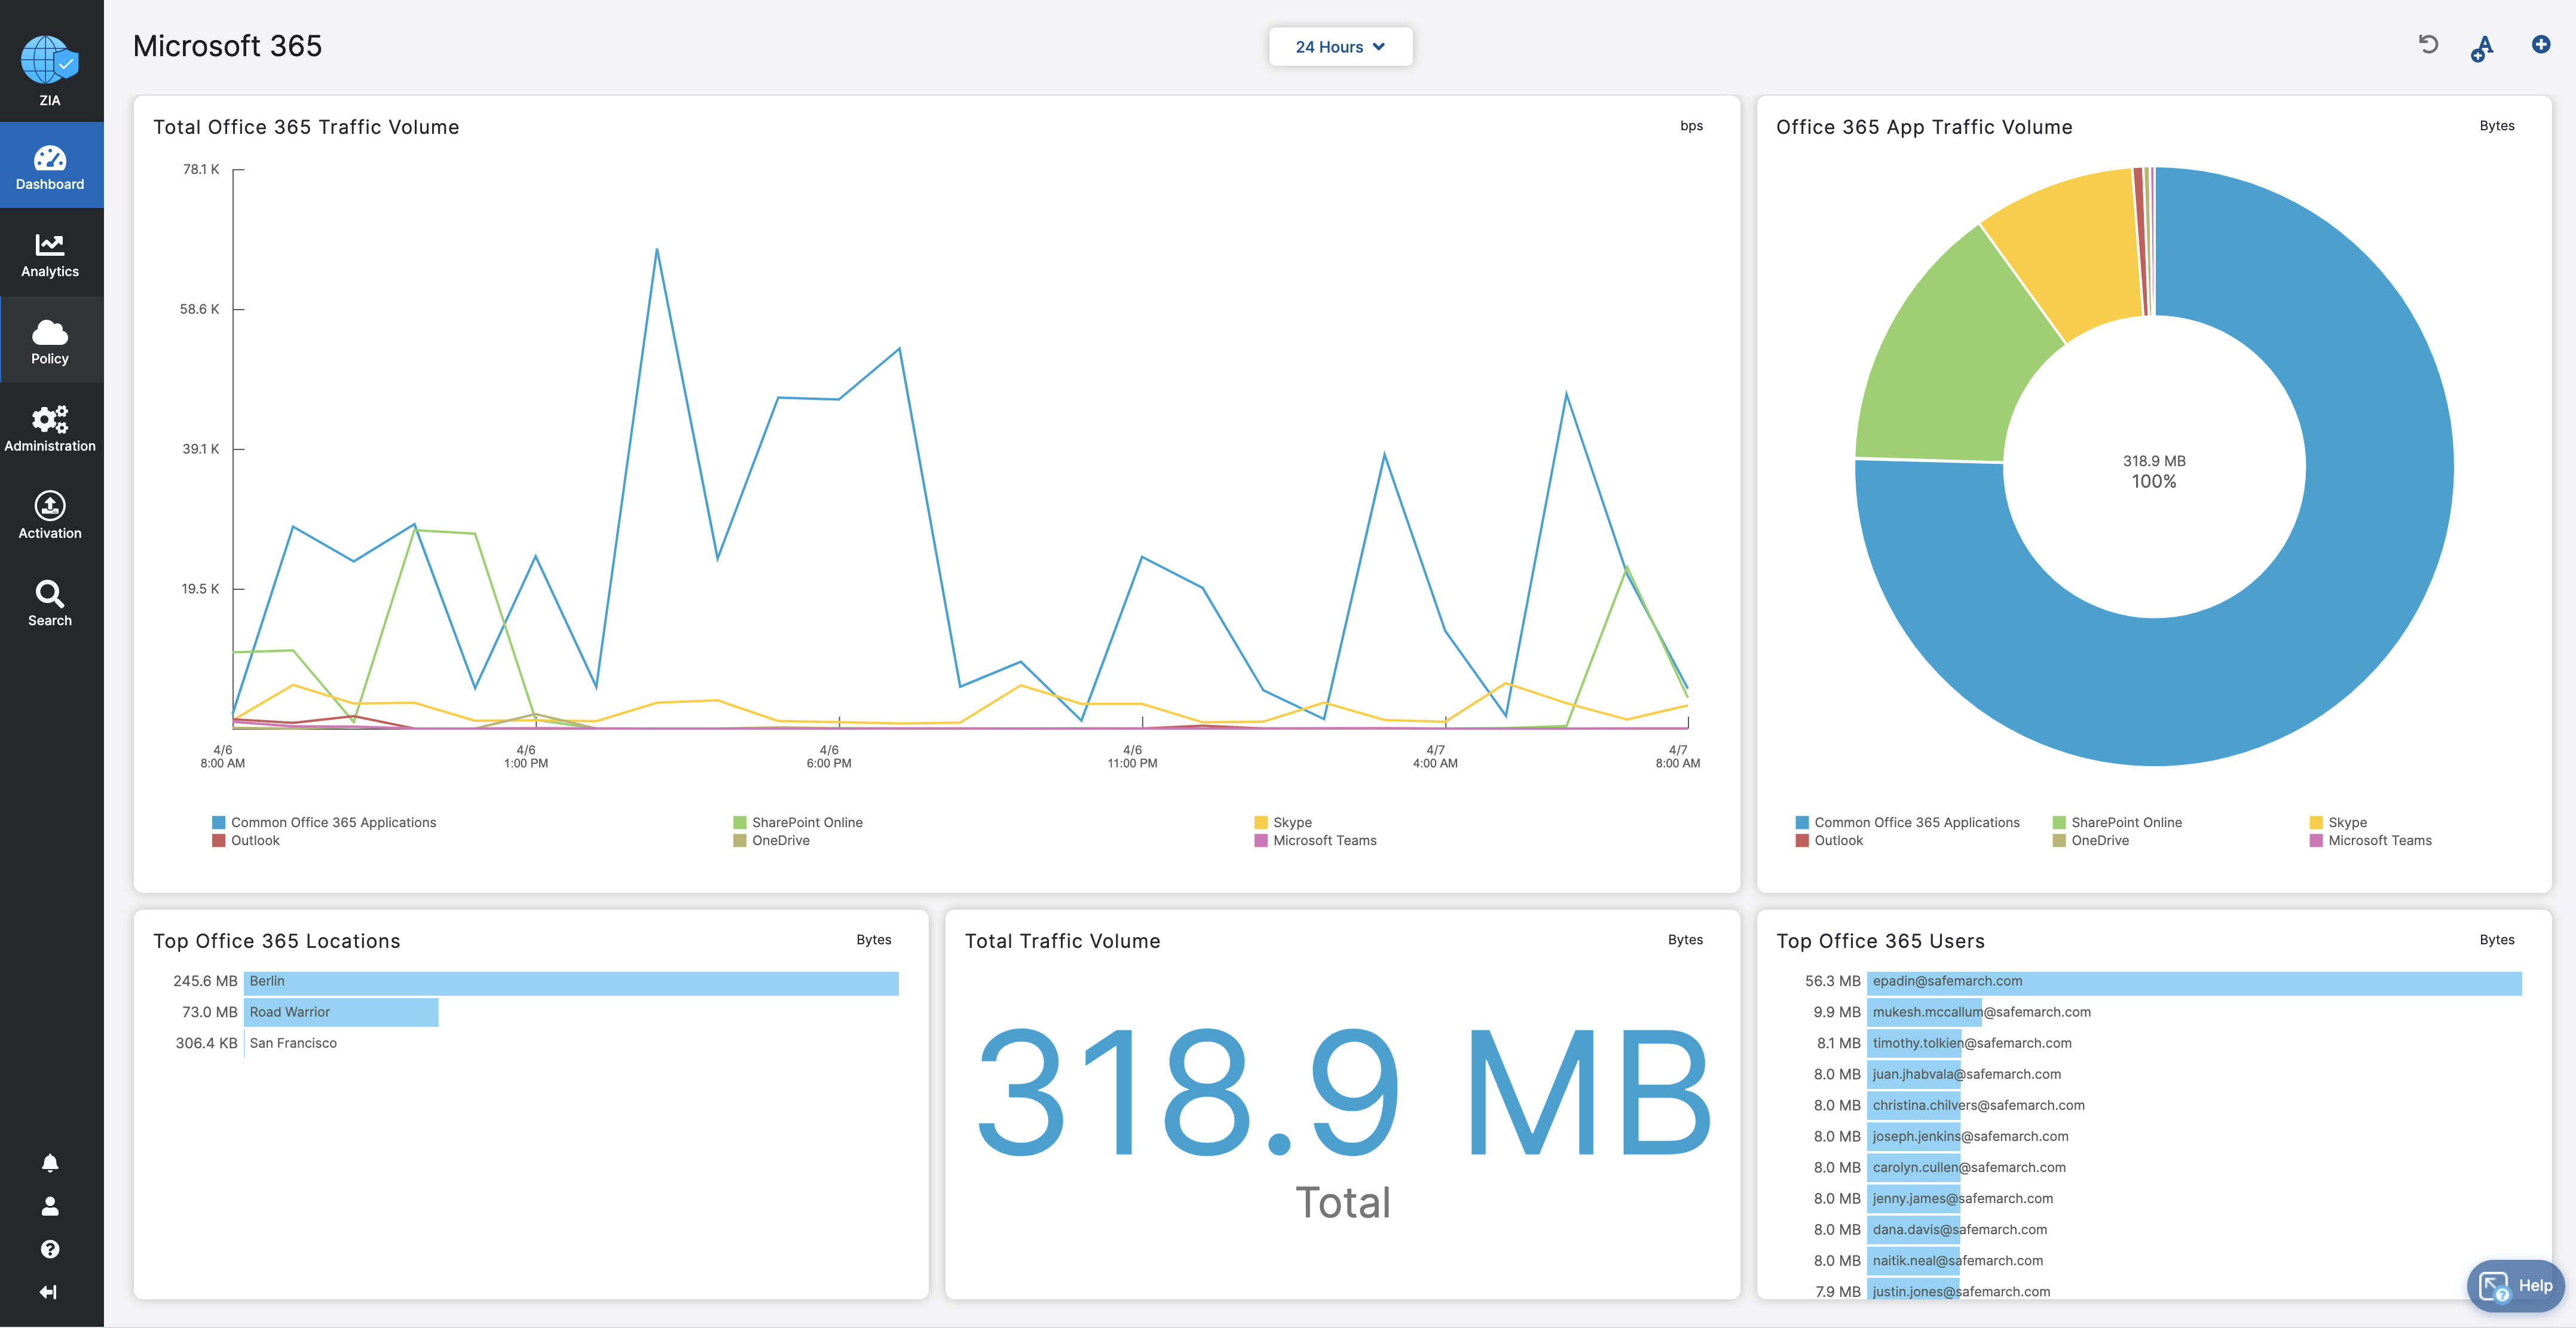 ZIA
Dashboard
Analytics
Policy
Administration
Activation
Search
Microsoft 365
24 Hours
Total Office 365 Traffic Volume
bps
78.1 K
58.6 K
39.1 K
19.5 K
4/6 4/6 4/6 4/6 4/7 4/7
8:00 AM 1:00 PM 6:00 PM 11:00 PM 4:00 AM 8:00 AM
Common Office 365 Applications SharePoint Online Skype
Outlook OneDrive Microsoft Teams
Office 365 App Traffic Volume
Bytes
318.9 MB
100%
Common Office 365 Applications SharePoint Online Skype
Outlook OneDrive Microsoft Teams
Top Office 365 Locations
Bytes
245.6 MB Berlin
73.0 MB Road Warrior
306.4 KB San Francisco
Total Traffic Volume
Bytes
318.9 MB
Total
Top Office 365 Users
Bytes
56.3 MB epadin@safemarch.com
9.9 MB mukesh.mccallum@safemarch.com
8.1 MB timothy.tolkien@safemarch.com
8.0 MB juan.jhabvala@safemarch.com
8.0 MB christina.chilvers@safemarch.com
8.0 MB joseph.jenkins@safemarch.com
8.0 MB carolyn.cullen@safemarch.com
8.0 MB jenny.james@safemarch.com
8.0 MB dana.davis@safemarch.com
8.0 MB naitik.neal@safemarch.com
7.9 MB justin.jones@safemarch.com
Help